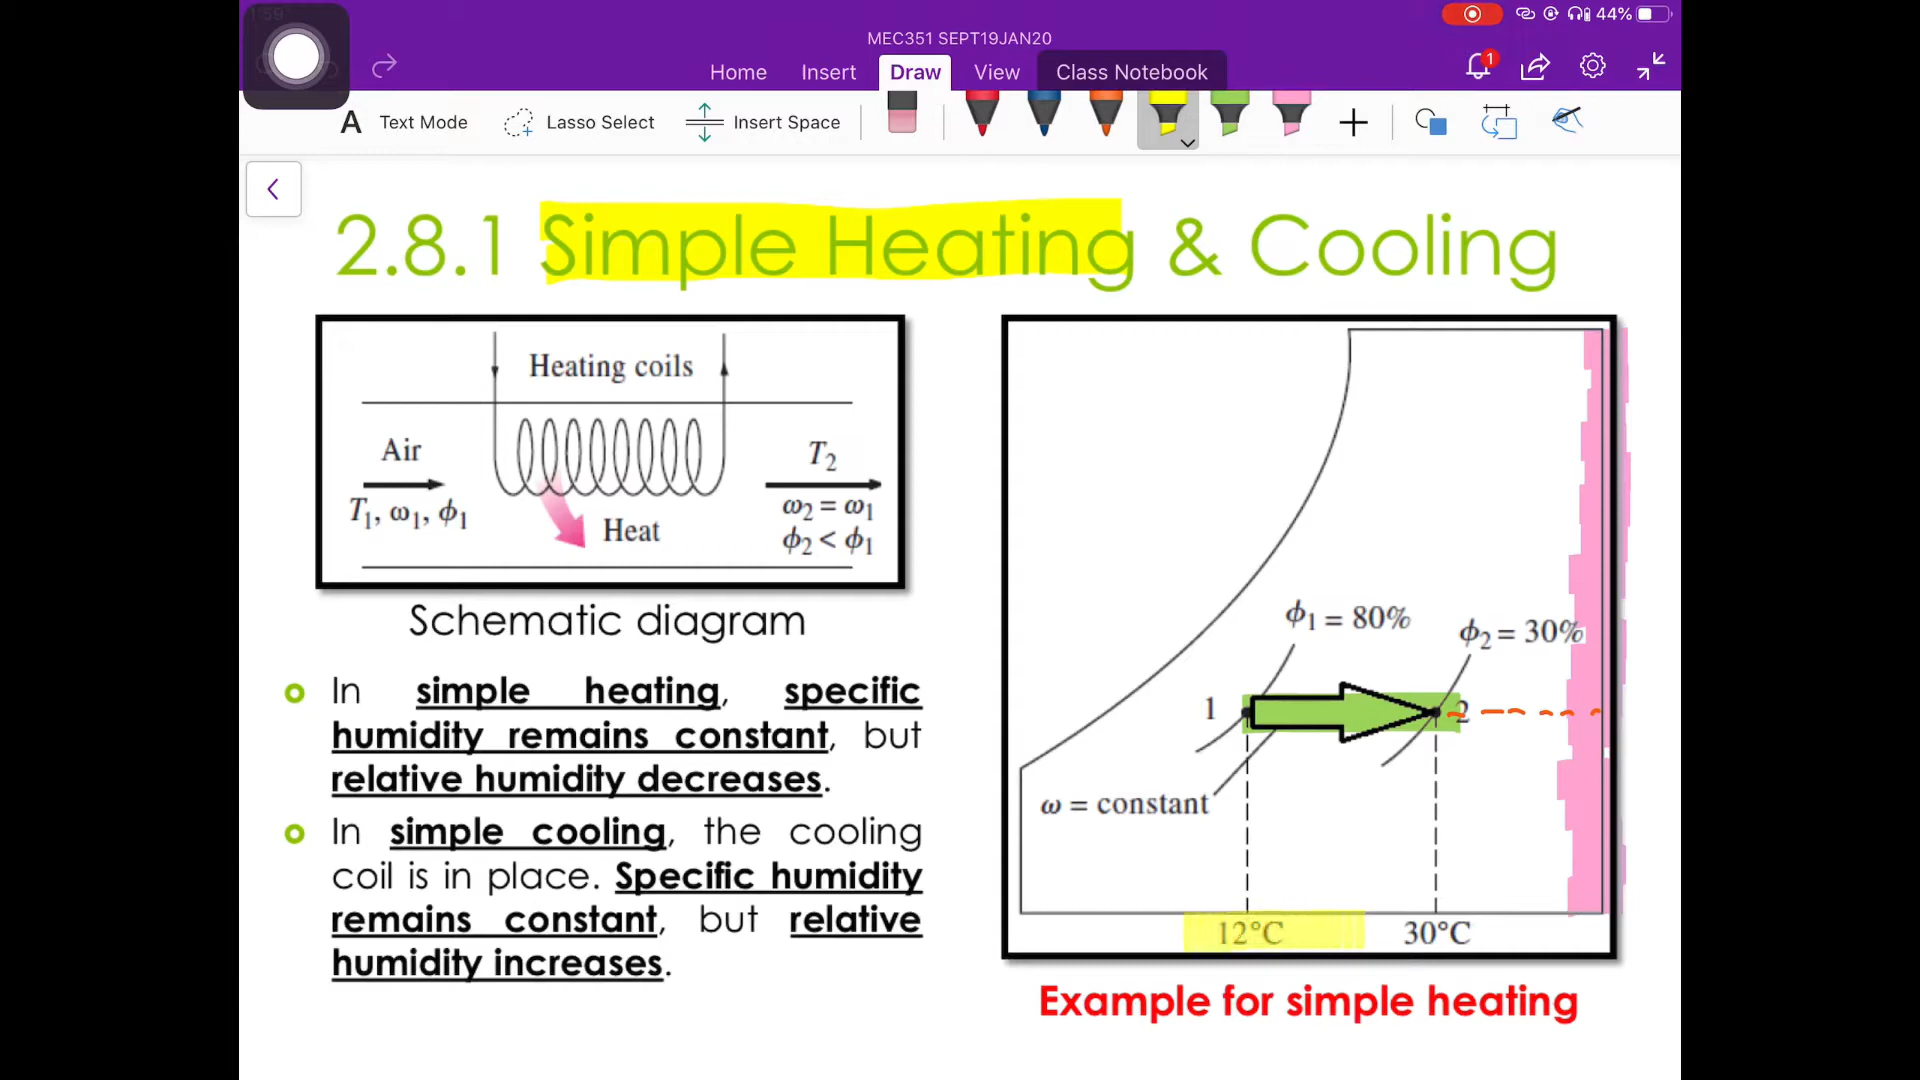 1:59
44%
MEC351 SEPT19JAN20
Home Insert Draw View Class Notebook
1
A Text Mode Lasso Select Insert Space
2.8.1 Simple Heating & Cooling
Heating coils
Air
T1, ω1, ϕ1
Heat
T2
ω2 = ω1
ϕ2 < ϕ1
Schematic diagram
In simple heating, specific
humidity remains constant, but
relative humidity decreases.
In simple cooling, the cooling
coil is in place. Specific humidity
remains constant, but relative
humidity increases.
ϕ1 = 80%
ϕ2 = 30%
1
2
ω = constant
12°C
30°C
Example for simple heating